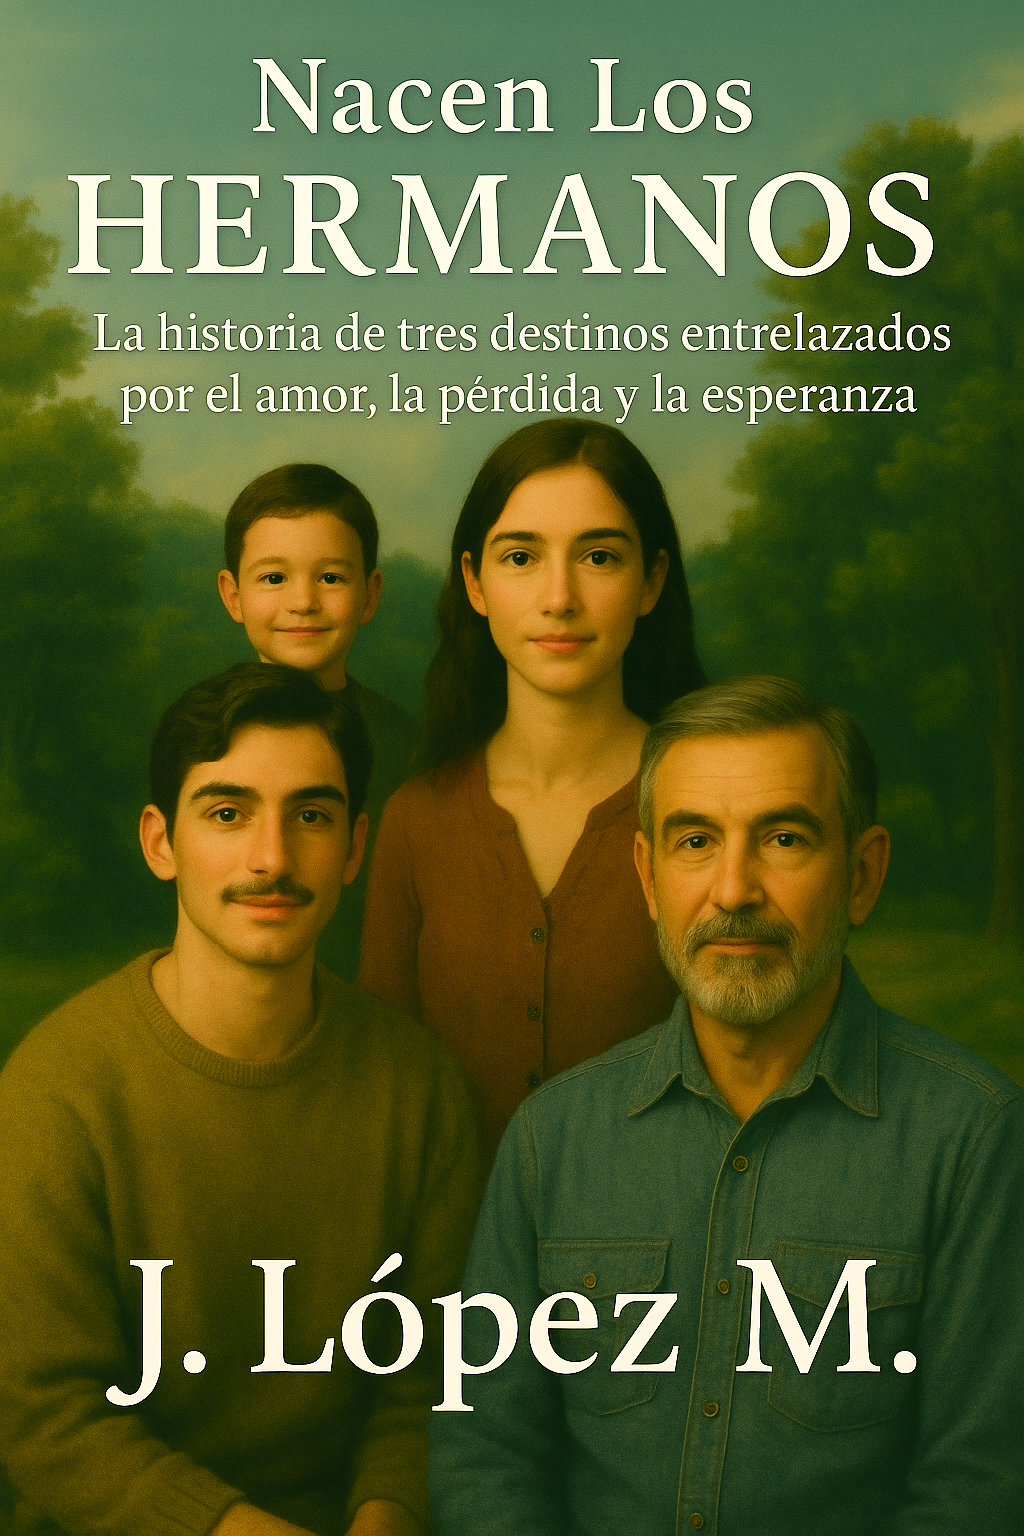 Nacen Los
HERMANOS
La historia de tres destinos entrelazados
por el amor, la pérdida y la esperanza
J. López M.